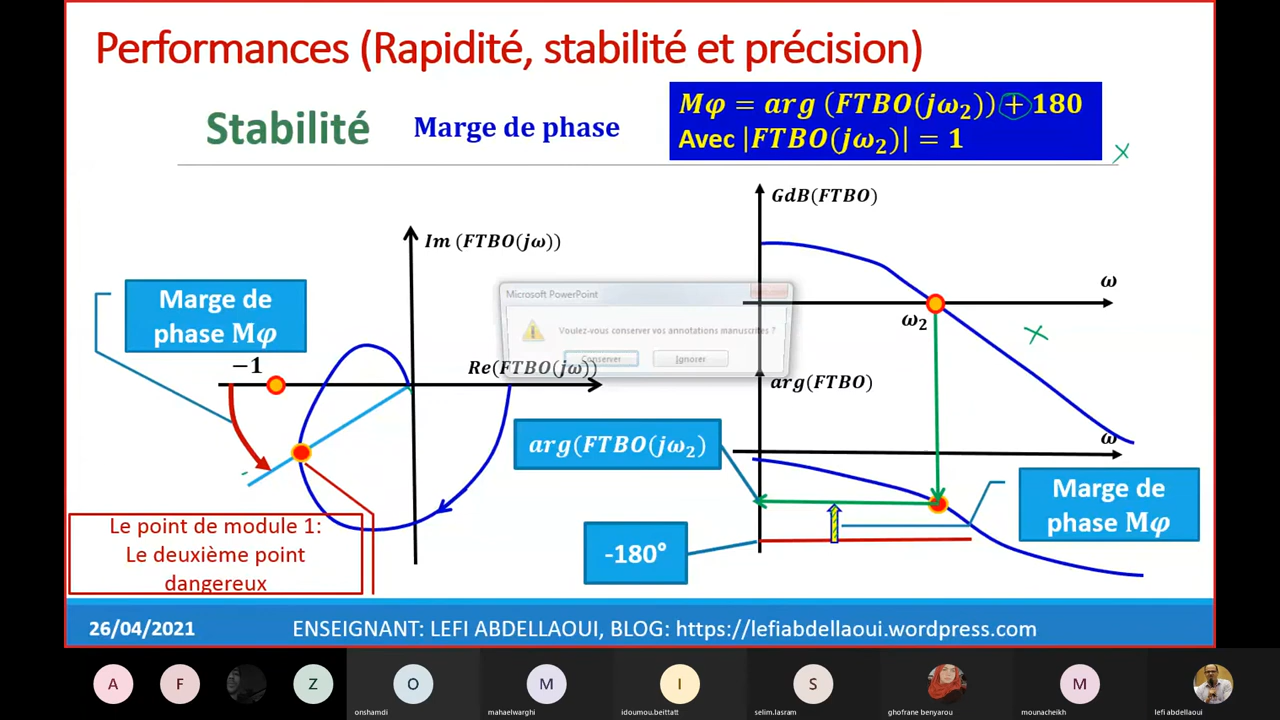 Performances (Rapidité, stabilité et précision)
Stabilité
Marge de phase
Mφ = arg (FTBO(jω₂)) + 180
Avec |FTBO(jω₂)| = 1
GdB(FTBO)
Im (FTBO(jω))
ω
Marge de
phase Mφ
Microsoft PowerPoint
ω₂
Voulez-vous conserver vos annotations manuscrites ?
Conserver
Ignorer
−1
Re(FTBO(jω))
arg(FTBO)
arg(FTBO(jω₂)
ω
Marge de
phase Mφ
Le point de module 1:
Le deuxième point
dangereux
-180°
26/04/2021
ENSEIGNANT: LEFI ABDELLAOUI, BLOG: https://lefiabdellaoui.wordpress.com
A
F
Z
O
M
I
S
M
onshamdi
mahaelwarghi
idoumou.beittatt
selim.lasram
ghofrane benyarou
mounacheikh
lefi abdellaoui